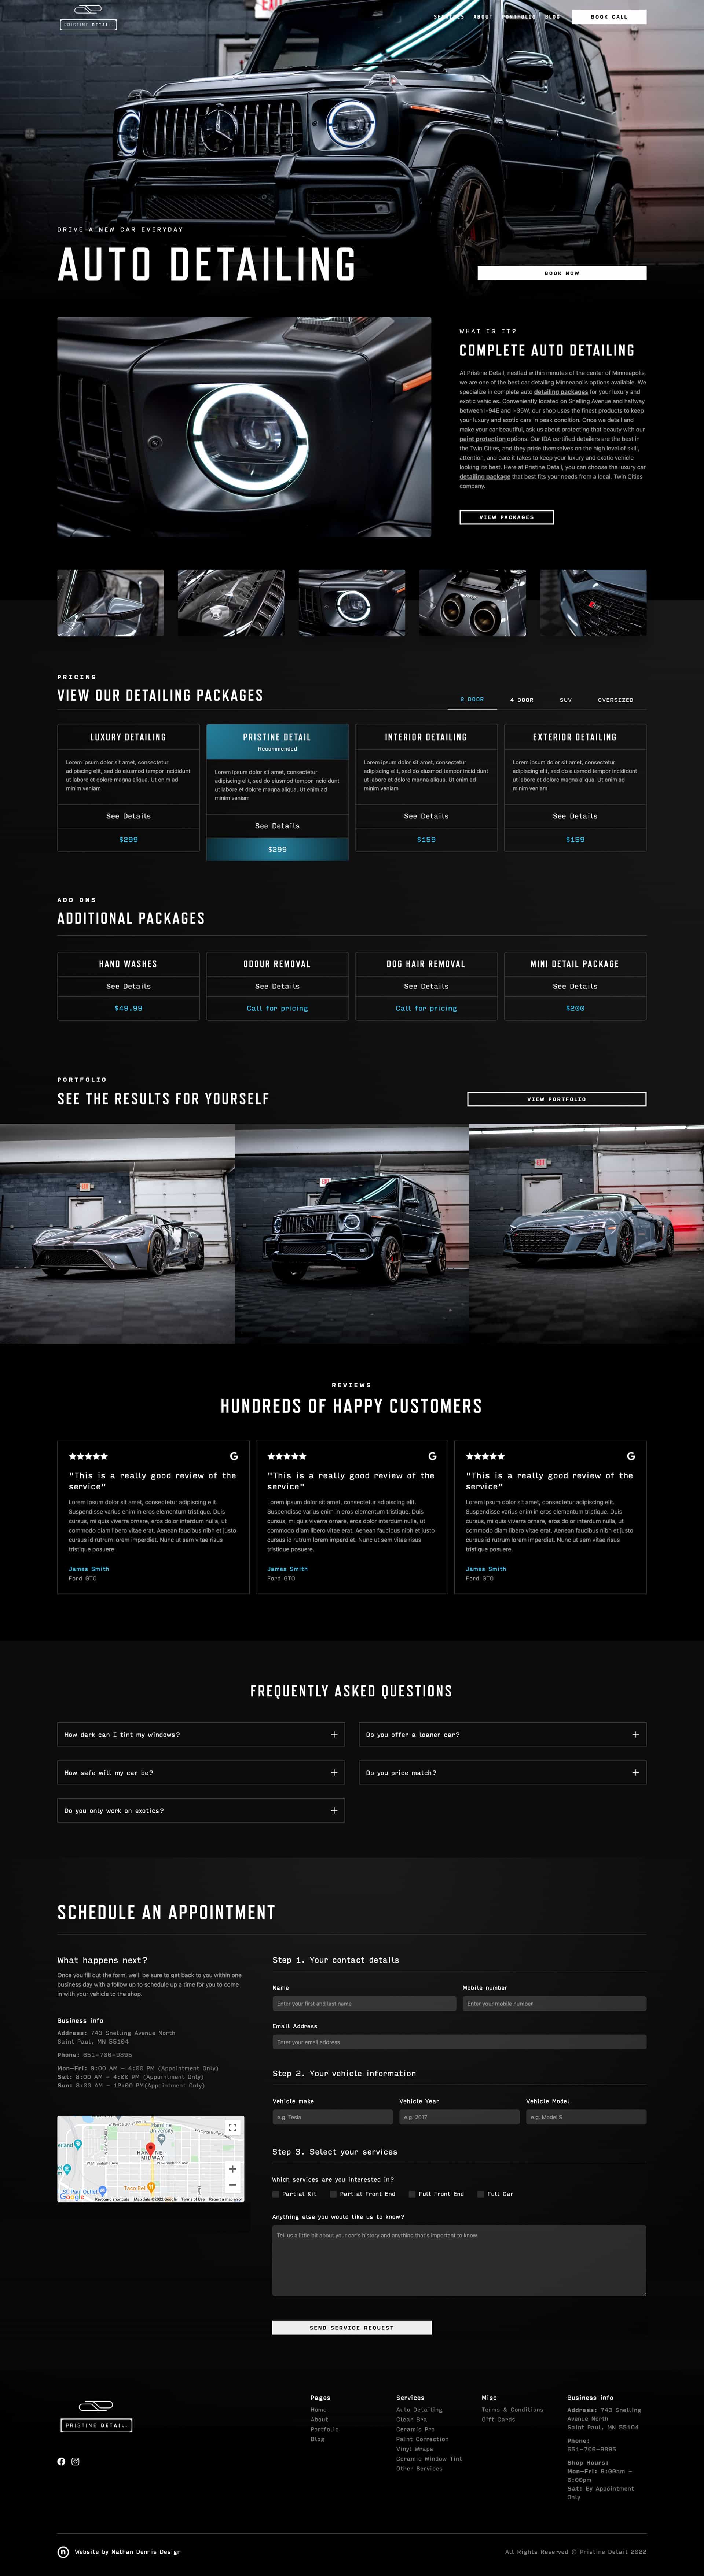 PRISTINE DETAIL.
SERVICES ABOUT PORTFOLIO BLOG BOOK CALL
DRIVE A NEW CAR EVERYDAY
AUTO DETAILING
BOOK NOW
WHAT IS IT?
COMPLETE AUTO DETAILING
At Pristine Detail, nested within minutes of the center of Minneapolis,
we are one of the best car detailing Minneapolis options available. We
specialize in complete auto detailing packages for your luxury and
exotic vehicles. Conveniently located on Snelling Avenue and halfway
between I-94E and I-35W, our shop uses the finest products to keep
your luxury and exotic cars in peak condition. Once we detail and
make your car beautiful, ask us about protecting that beauty with our
paint protection options. Our IDA certified detailers are the best in
the Twin Cities, and they pride themselves on the high level of skill,
attention, and care it takes to keep your luxury and exotic vehicle
looking its best. Here at Pristine Detail, you can choose the luxury car
detailing package that best fits your needs from a local, Twin Cities
company.
VIEW PACKAGES
PRICING
VIEW OUR DETAILING PACKAGES
2 DOOR 4 DOOR SUV OVERSIZED
LUXURY DETAILING
Lorem ipsum dolor sit amet, consectetur
adipiscing elit, sed do eiusmod tempor incididunt
ut labore et dolore magna aliqua. Ut enim ad
minim veniam
See Details
$299
PRISTINE DETAIL
Recommended
Lorem ipsum dolor sit amet, consectetur
adipiscing elit, sed do eiusmod tempor incididunt
ut labore et dolore magna aliqua. Ut enim ad
minim veniam
See Details
$299
INTERIOR DETAILING
Lorem ipsum dolor sit amet, consectetur
adipiscing elit, sed do eiusmod tempor incididunt
ut labore et dolore magna aliqua. Ut enim ad
minim veniam
See Details
$159
EXTERIOR DETAILING
Lorem ipsum dolor sit amet, consectetur
adipiscing elit, sed do eiusmod tempor incididunt
ut labore et dolore magna aliqua. Ut enim ad
minim veniam
See Details
$159
ADD ONS
ADDITIONAL PACKAGES
HAND WASHES
See Details
$49.99
ODOUR REMOVAL
See Details
Call for pricing
DOG HAIR REMOVAL
See Details
Call for pricing
MINI DETAIL PACKAGE
See Details
$200
PORTFOLIO
SEE THE RESULTS FOR YOURSELF
VIEW PORTFOLIO
EXIT
EXIT
REVIEWS
HUNDREDS OF HAPPY CUSTOMERS
"This is a really good review of the
service"
Lorem ipsum dolor sit amet, consectetur adipiscing elit.
Suspendisse varius enim in eros elementum tristique. Duis
cursus, mi quis viverra ornare, eros dolor interdum nulla, ut
commodo diam libero vitae erat. Aenean faucibus nibh et justo
cursus id rutrum lorem imperdiet. Nunc ut sem vitae risus
tristique posuere.
James Smith
Ford GTO
"This is a really good review of the
service"
Lorem ipsum dolor sit amet, consectetur adipiscing elit.
Suspendisse varius enim in eros elementum tristique. Duis
cursus, mi quis viverra ornare, eros dolor interdum nulla, ut
commodo diam libero vitae erat. Aenean faucibus nibh et justo
cursus id rutrum lorem imperdiet. Nunc ut sem vitae risus
tristique posuere.
James Smith
Ford GTO
"This is a really good review of the
service"
Lorem ipsum dolor sit amet, consectetur adipiscing elit.
Suspendisse varius enim in eros elementum tristique. Duis
cursus, mi quis viverra ornare, eros dolor interdum nulla, ut
commodo diam libero vitae erat. Aenean faucibus nibh et justo
cursus id rutrum lorem imperdiet. Nunc ut sem vitae risus
tristique posuere.
James Smith
Ford GTO
FREQUENTLY ASKED QUESTIONS
How dark can I tint my windows?
Do you offer a loaner car?
How safe will my car be?
Do you price match?
Do you only work on exotics?
SCHEDULE AN APPOINTMENT
What happens next?
Once you fill out the form, we'll be sure to get back to you within one
business day with a follow up to schedule up a time for you to come
in with your vehicle to the shop.
Business info
Address: 743 Snelling Avenue North
Saint Paul, MN 55104
Phone: 651-706-9895
Mon-Fri: 9:00 AM - 4:00 PM (Appointment Only)
Sat: 9:00 AM - 4:00 PM (Appointment Only)
Sun: 8:00 AM - 12:00 PM(Appointment Only)
Hamline
University
HAMLINE -
MIDWAY
Taco Bell
St. Paul Outlet
Google
Keyboard shortcuts Map data ©2022 Google Terms of Use Report a map error
Step 1. Your contact details
Name
Enter your first and last name
Mobile number
Enter your mobile number
Email Address
Enter your email address
Step 2. Your vehicle information
Vehicle make
e.g. Tesla
Vehicle Year
e.g. 2017
Vehicle Model
e.g. Model S
Step 3. Select your services
Which services are you interested in?
Partial Kit Partial Front End Full Front End Full Car
Anything else you would like us to know?
Tell us a little bit about your car's history and anything that's important to know
SEND SERVICE REQUEST
PRISTINE DETAIL.
Pages
Home
About
Portfolio
Blog
Services
Auto Detailing
Clear Bra
Ceramic Pro
Paint Correction
Vinyl Wraps
Ceramic Window Tint
Other Services
Misc
Terms & Conditions
Gift Cards
Business info
Address: 743 Snelling
Avenue North
Saint Paul, MN 55104
Phone:
651-706-9895
Shop Hours:
Mon-Fri: 9:00am -
6:00pm
Sat: By Appointment
Only
Website by Nathan Dennis Design
All Rights Reserved © Pristine Detail 2022